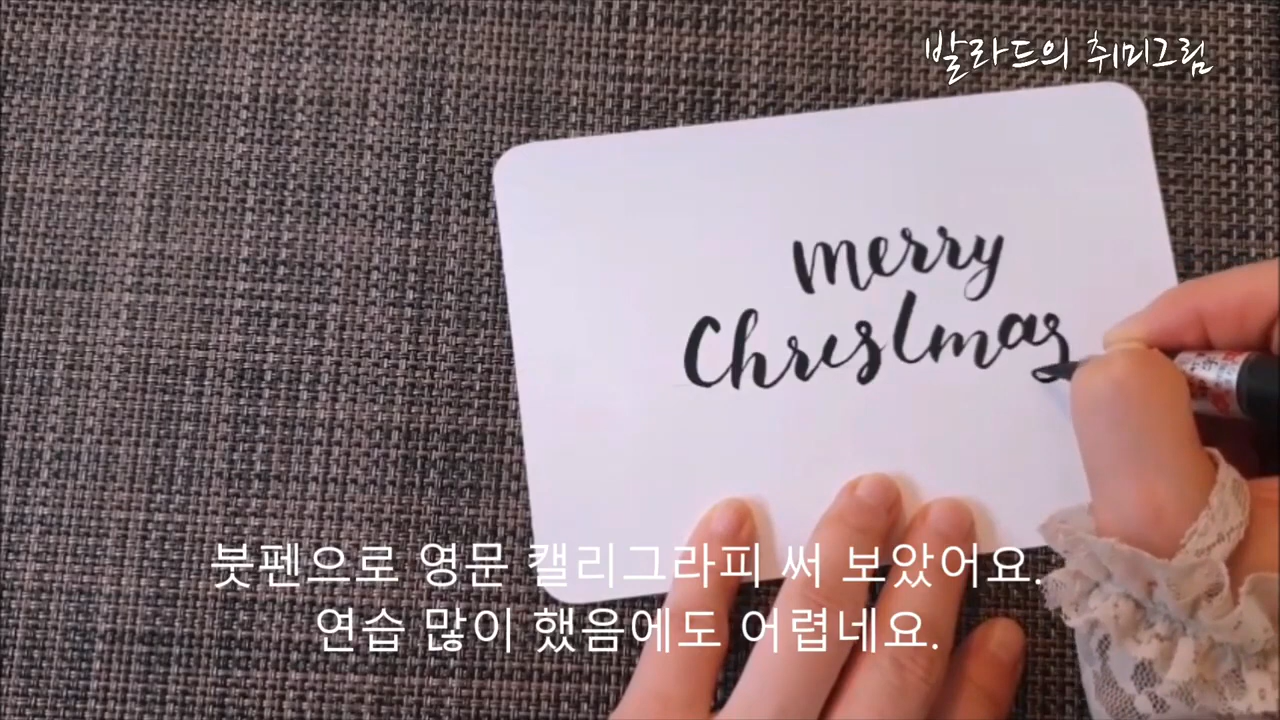 발라드의 취미그림
merry
Christmas
붓펜으로 영문 캘리그라피 써 보았어요.
연습 많이 했음에도 어렵네요.